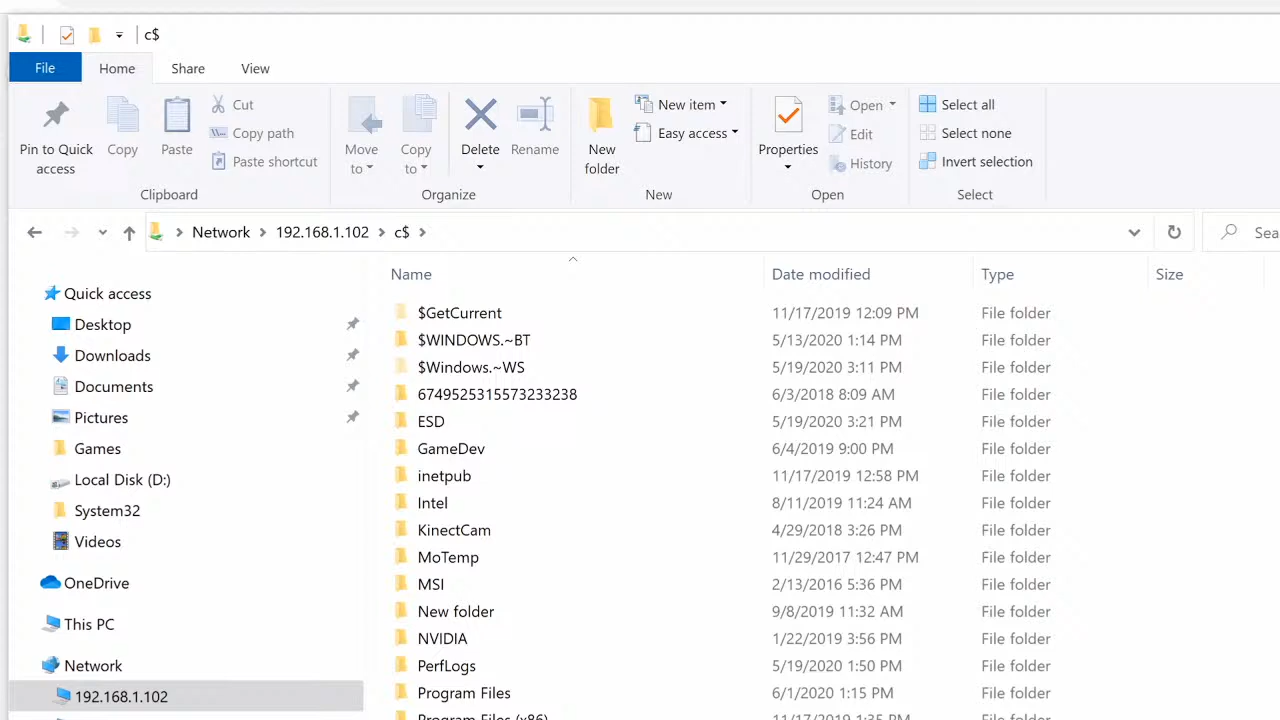 c$
File Home Share View
Pin to Quick access
Copy
Paste
Cut
Copy path
Paste shortcut
Clipboard
Move to
Copy to
Delete
Rename
Organize
New folder
New item
Easy access
New
Properties
Open
Edit
History
Open
Select all
Select none
Invert selection
Select
Network 192.168.1.102 c$
Sea
Quick access
Desktop
Downloads
Documents
Pictures
Games
Local Disk (D:)
System32
Videos
OneDrive
This PC
Network
192.168.1.102
Name Date modified Type Size
$GetCurrent 11/17/2019 12:09 PM File folder
$WINDOWS.~BT 5/13/2020 1:14 PM File folder
$Windows.~WS 5/19/2020 3:11 PM File folder
6749525315573233238 6/3/2018 8:09 AM File folder
ESD 5/19/2020 3:21 PM File folder
GameDev 6/4/2019 9:00 PM File folder
inetpub 11/17/2019 12:58 PM File folder
Intel 8/11/2019 11:24 AM File folder
KinectCam 4/29/2018 3:26 PM File folder
MoTemp 11/29/2017 12:47 PM File folder
MSI 2/13/2016 5:36 PM File folder
New folder 9/8/2019 11:32 AM File folder
NVIDIA 1/22/2019 3:56 PM File folder
PerfLogs 5/19/2020 1:50 PM File folder
Program Files 6/1/2020 1:15 PM File folder
Program Files (x86) 11/17/2019 1:35 PM File folder